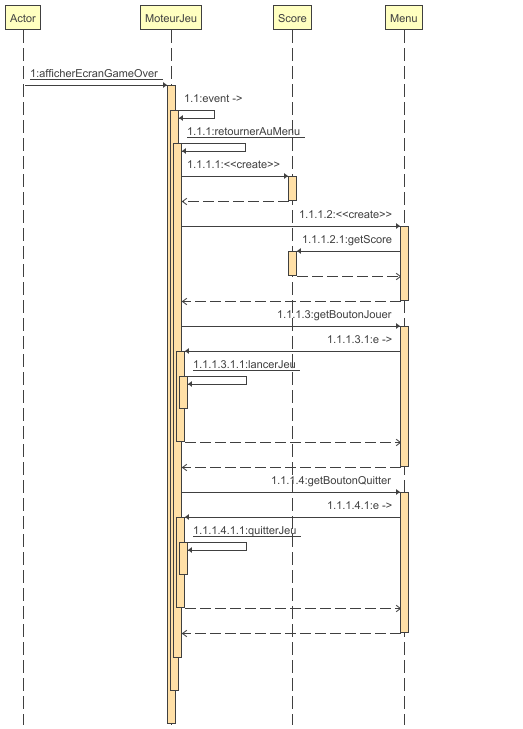 Actor MoteurJeu Score Menu
1:afficherEcranGameOver
1.1:event ->
1.1.1:retournerAuMenu
1.1.1.1:<<create>>
1.1.1.2:<<create>>
1.1.1.2.1:getScore
1.1.1.3:getBoutonJouer
1.1.1.3.1:e ->
1.1.1.3.1.1:lancerJeu
1.1.1.4:getBoutonQuitter
1.1.1.4.1:e ->
1.1.1.4.1.1:quitterJeu